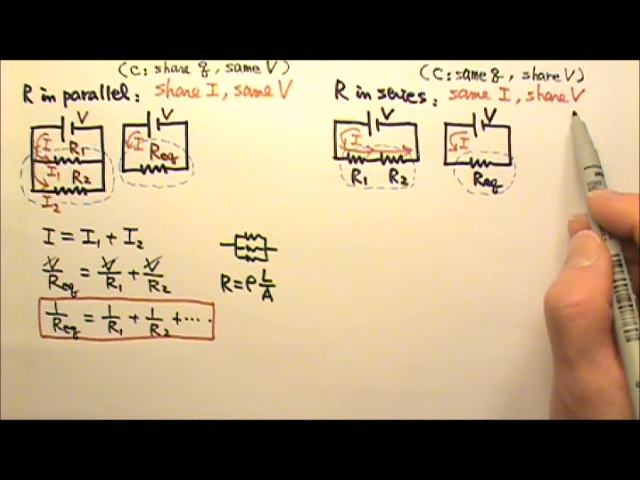 (C: share q, same V)
R in parallel: share I, same V
V
I
R₁
I₁
R₂
I₂
V
I
Req
I = I₁ + I₂
V/Req = V/R₁ + V/R₂
1/Req = 1/R₁ + 1/R₂ + ....
R = ρ L/A
(C: same q, share V)
R in series: same I, share V
V
I
R₁ R₂
V
I
Req